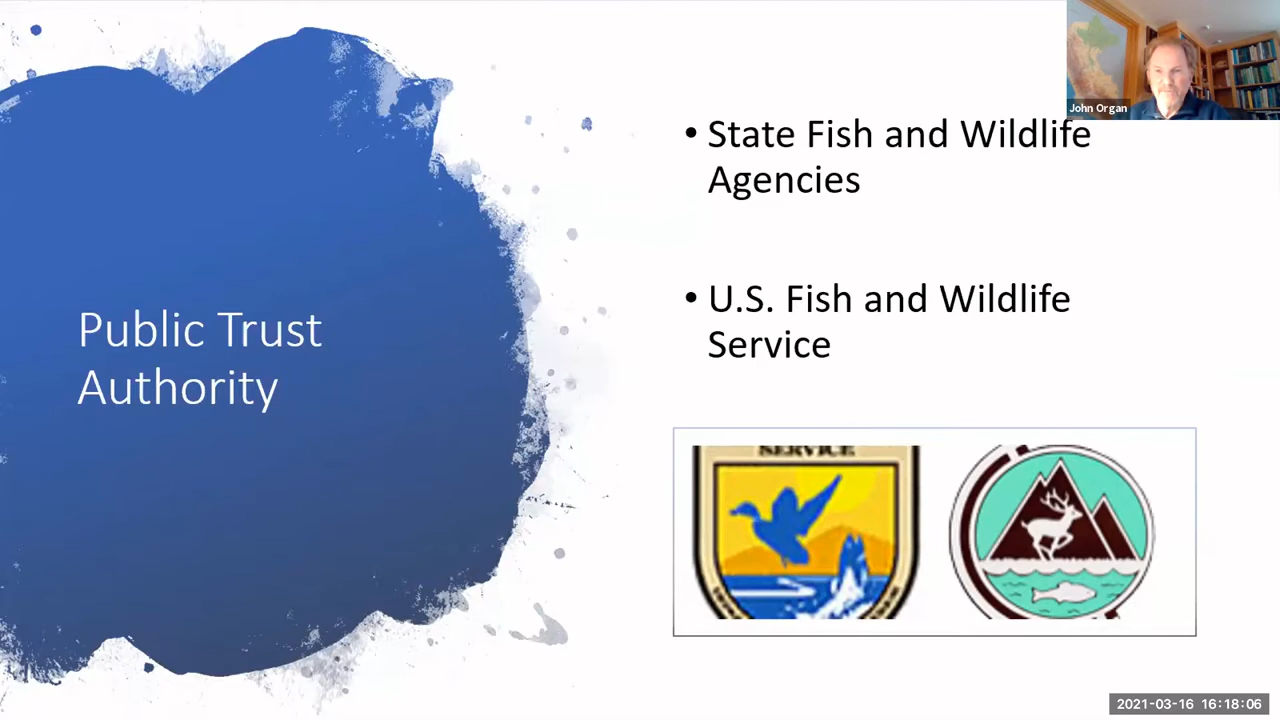 John Organ
• State Fish and Wildlife
Agencies
• U.S. Fish and Wildlife
Service
Public Trust
Authority
SERVICE
2021-03-16 16:18:06